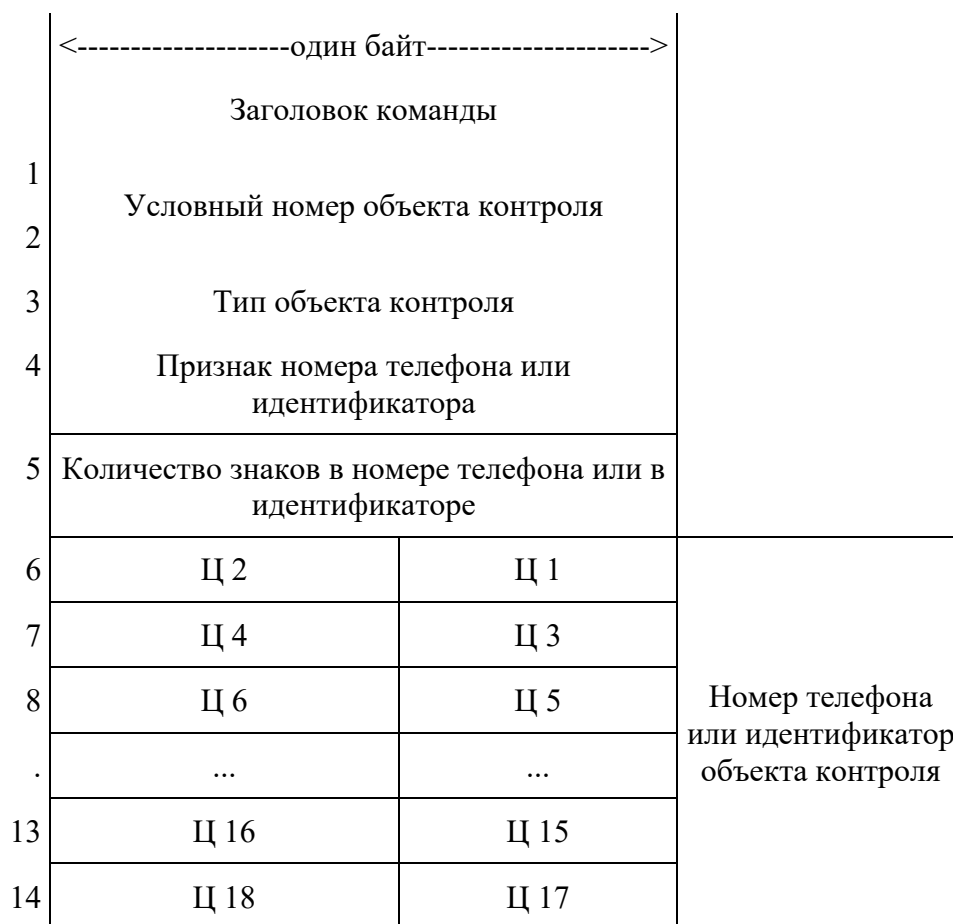 <-------------------один байт--------------------->
Заголовок команды
1
Условный номер объекта контроля
2
3 Тип объекта контроля
4 Признак номера телефона или
идентификатора
5 Количество знаков в номере телефона или в
идентификаторе
6 Ц 2 Ц 1
7 Ц 4 Ц 3
8 Ц 6 Ц 5 Номер телефона
или идентификатор
. ... ... объекта контроля
13 Ц 16 Ц 15
14 Ц 18 Ц 17